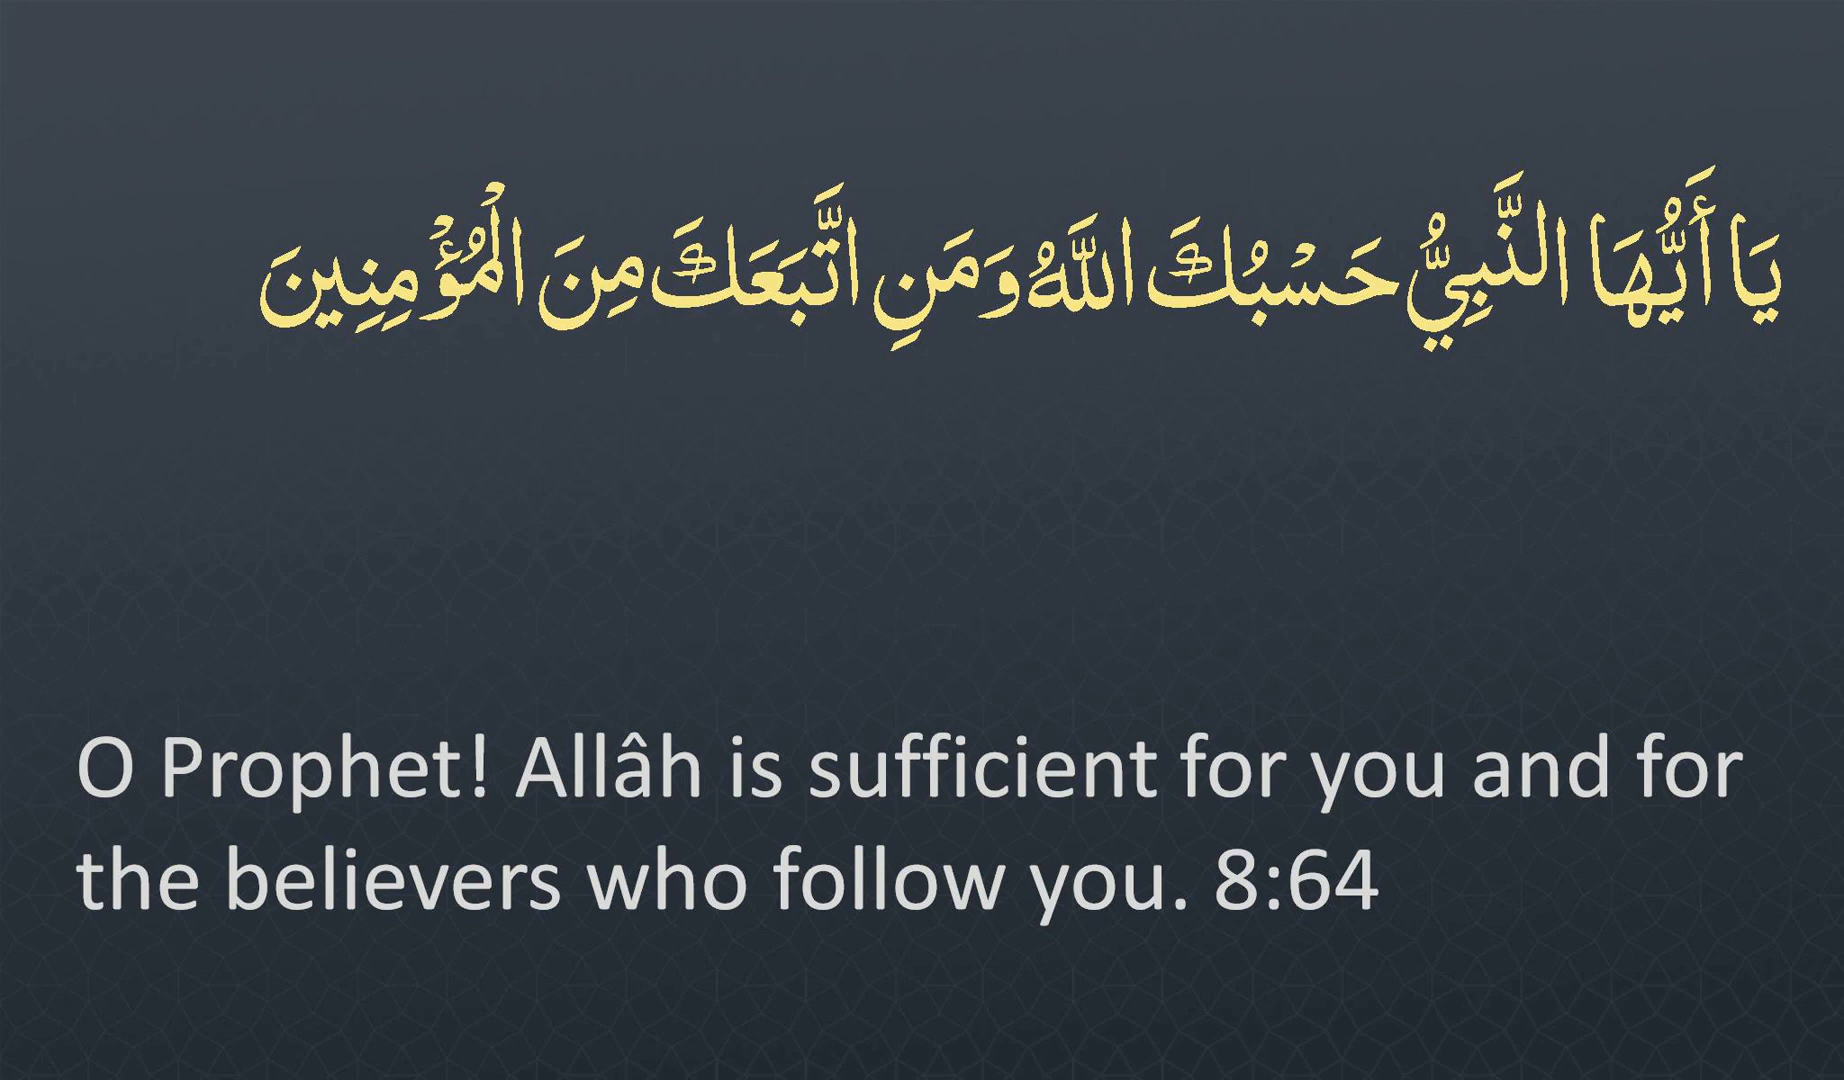 يَا أَيُّهَا النَّبِيُّ حَسْبُكَ اللَّهُ وَمَنِ اتَّبَعَكَ مِنَ الْمُؤْمِنِينَ
O Prophet! Allâh is sufficient for you and for
the believers who follow you. 8:64